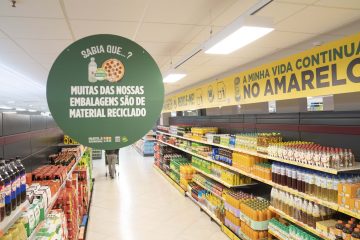 SABIA QUE...?
MUITAS DAS NOSSAS
EMBALAGENS SÃO DE
MATERIAL RECICLADO
A MINHA VIDA CONTINUA
NO AMARELO